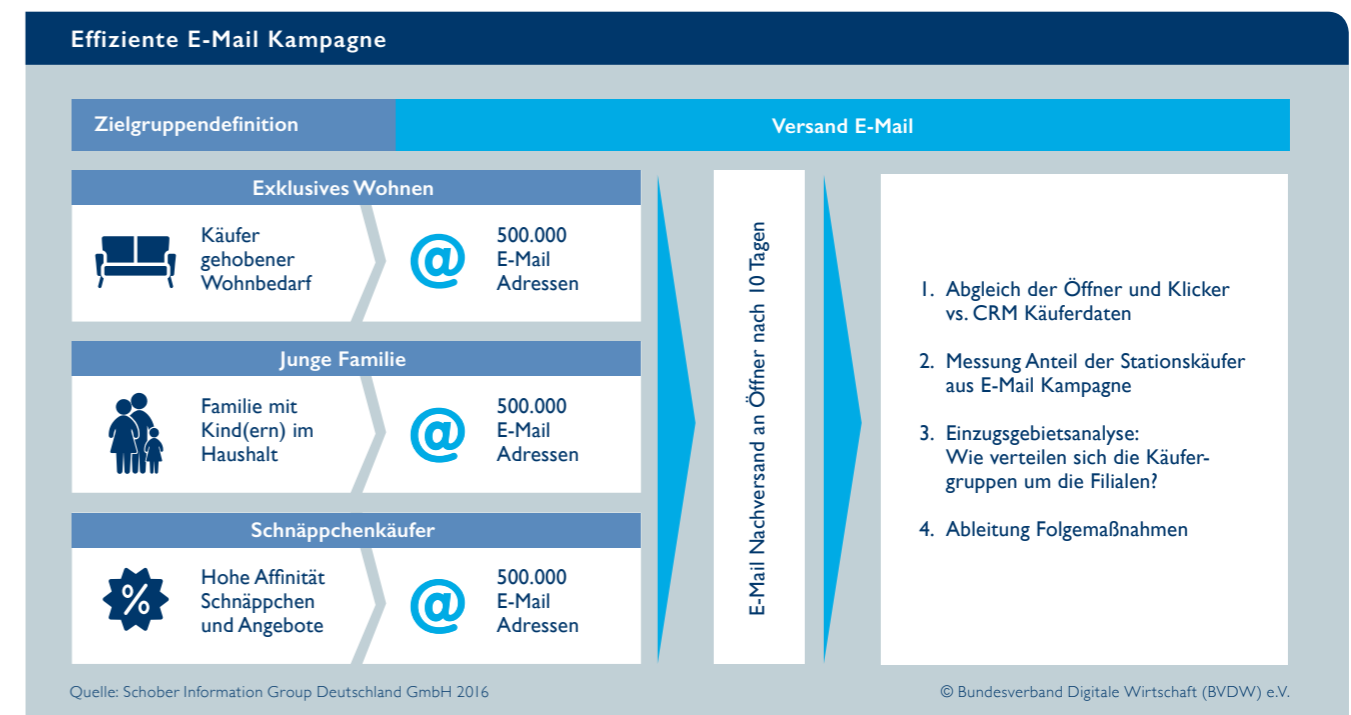 Effiziente E-Mail Kampagne
Zielgruppendefinition
Versand E-Mail
Exklusives Wohnen
Käufer
gehobener
Wohnbedarf
@
500.000
E-Mail
Adressen
Junge Familie
Familie mit
Kind(ern) im
Haushalt
@
500.000
E-Mail
Adressen
Schnäppchenkäufer
%
Hohe Affinität
Schnäppchen
und Angebote
@
500.000
E-Mail
Adressen
E-Mail Nachversand an Öffner nach 10 Tagen
1. Abgleich der Öffner und Klicker
vs. CRM Käuferdaten
2. Messung Anteil der Stationskäufer
aus E-Mail Kampagne
3. Einzugsgebietsanalyse:
Wie verteilen sich die Käufer-
gruppen um die Filialen?
4. Ableitung Folgemaßnahmen
Quelle: Schober Information Group Deutschland GmbH 2016
© Bundesverband Digitale Wirtschaft (BVDW) e.V.